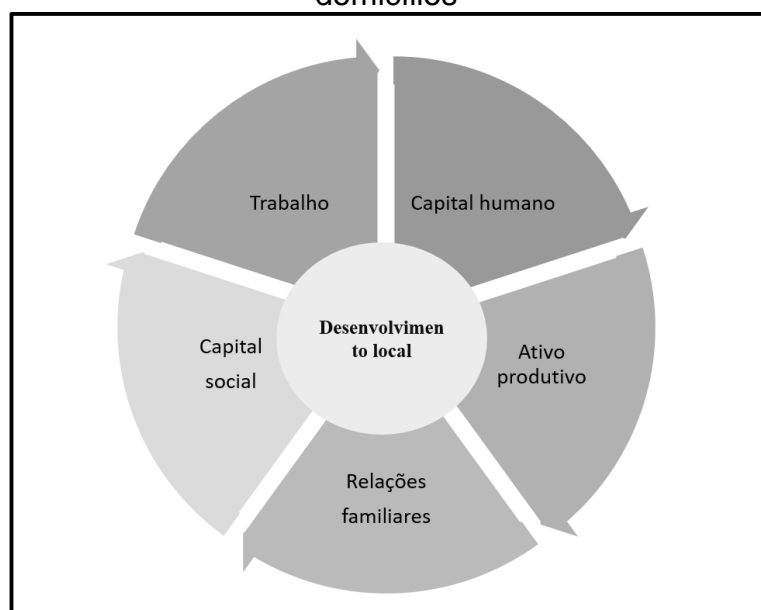 domicílios
Trabalho
Capital humano
Desenvolvimen
to local
Capital
social
Ativo
produtivo
Relações
familiares